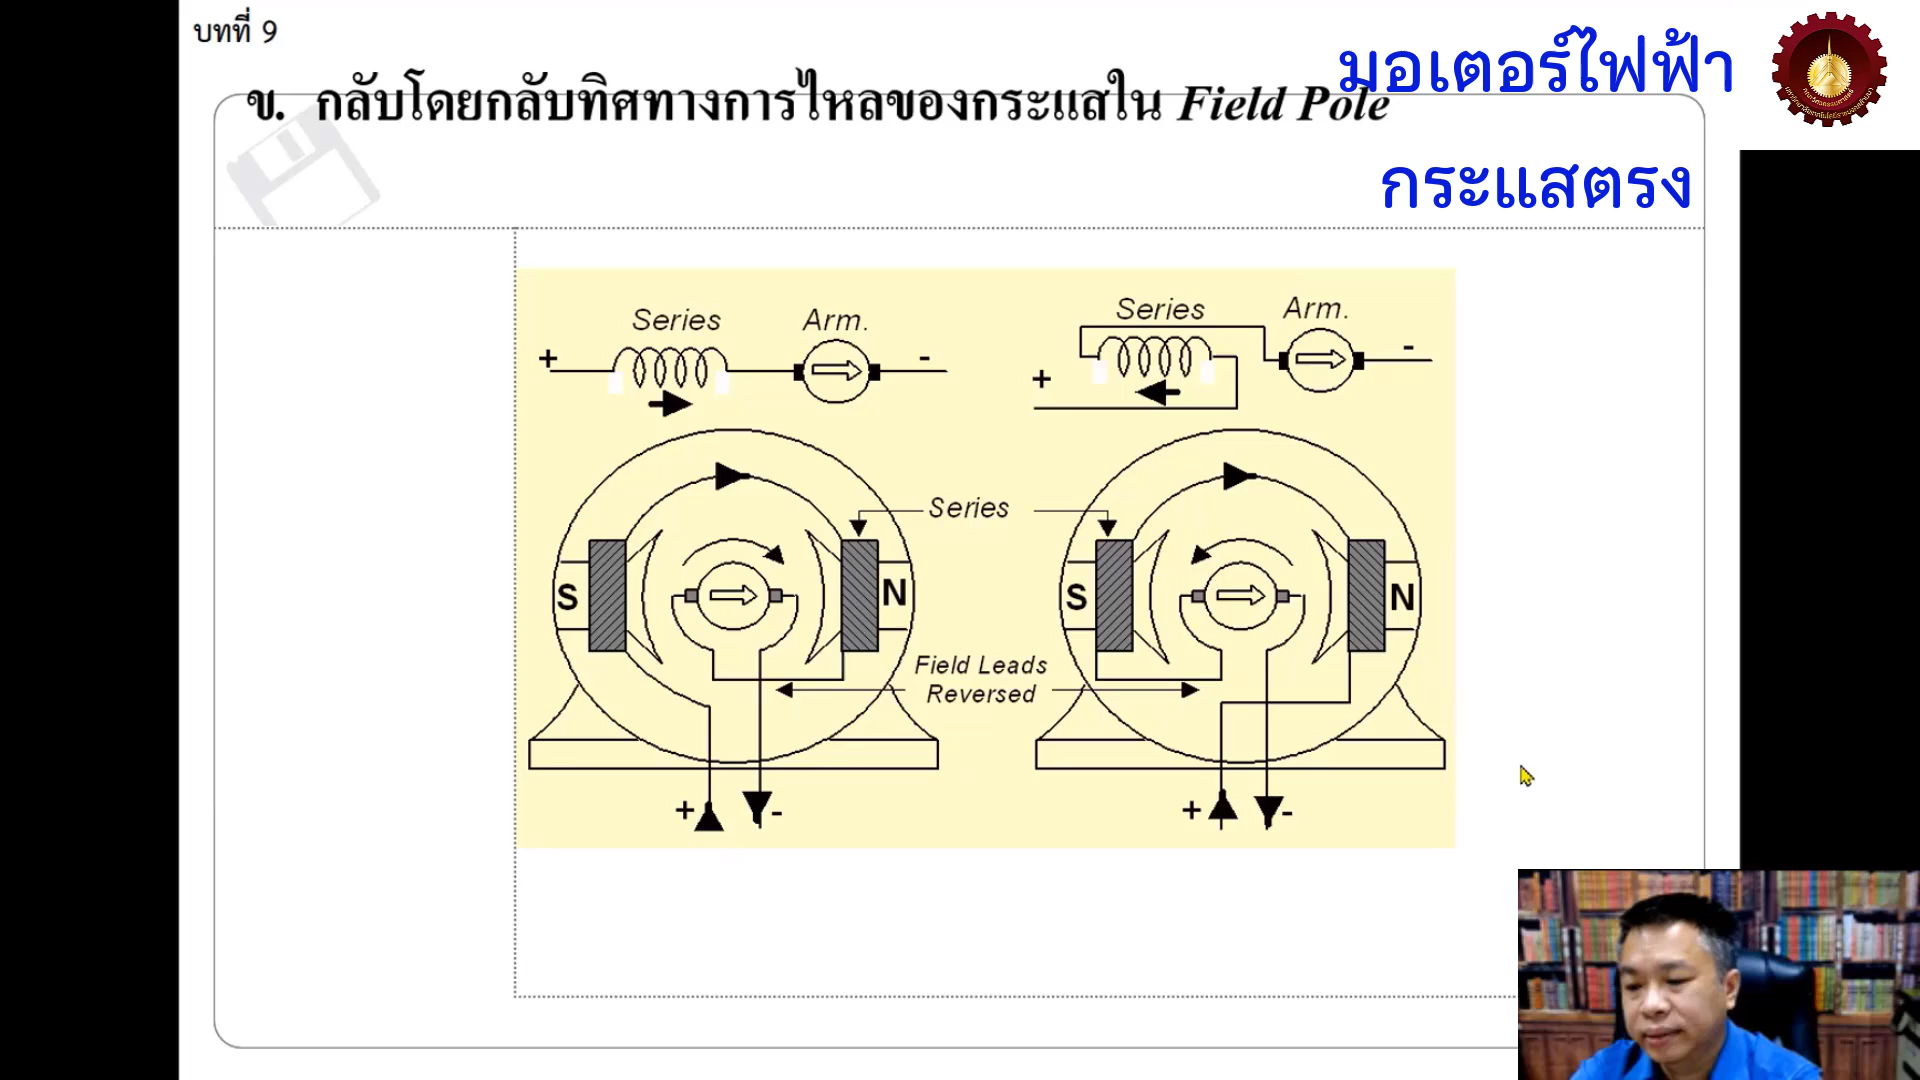 บทที่ 9
มอเตอร์ไฟฟ้า
ข. กลับโดยกลับทิศทางการไหลของกระแสใน Field Pole
กระแสตรง
Series Arm.
+ -
Series Arm.
+ -
Series
S N
S N
Field Leads
Reversed
+ -
+ -